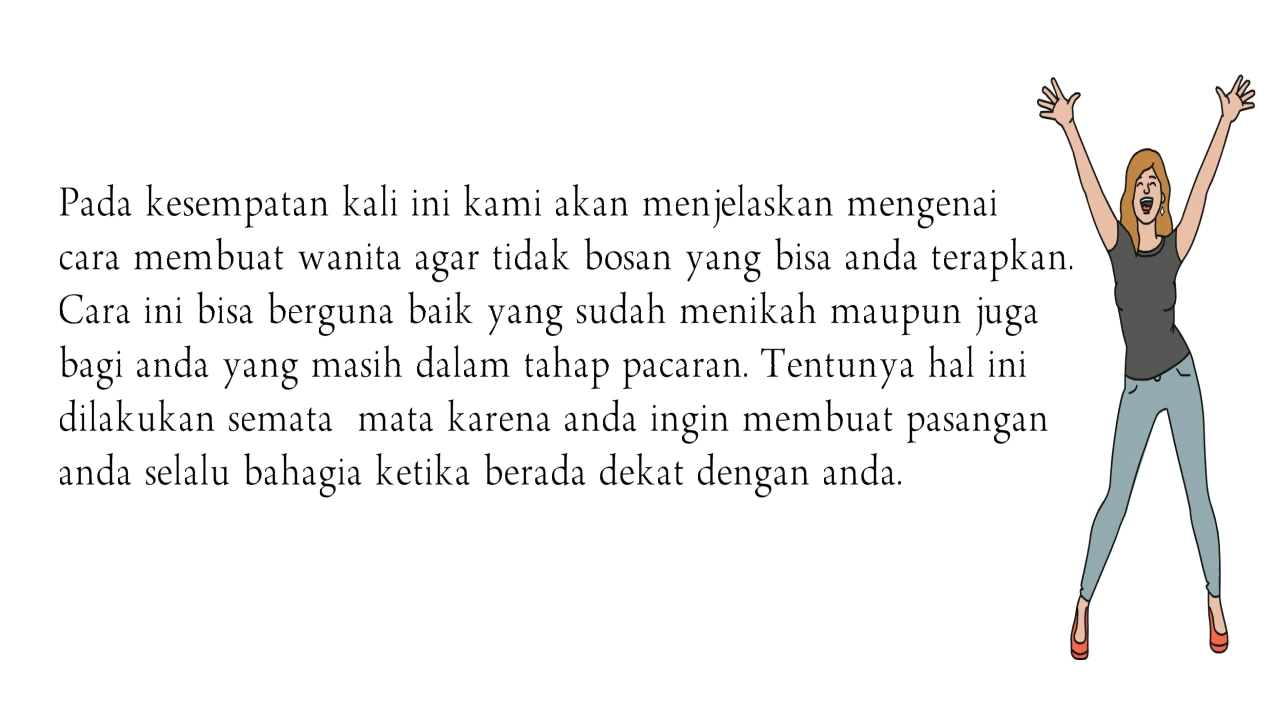 Pada kesempatan kali ini kami akan menjelaskan mengenai
cara membuat wanita agar tidak bosan yang bisa anda terapkan.
Cara ini bisa berguna baik yang sudah menikah maupun juga
bagi anda yang masih dalam tahap pacaran. Tentunya hal ini
dilakukan semata  mata karena anda ingin membuat pasangan
anda selalu bahagia ketika berada dekat dengan anda.